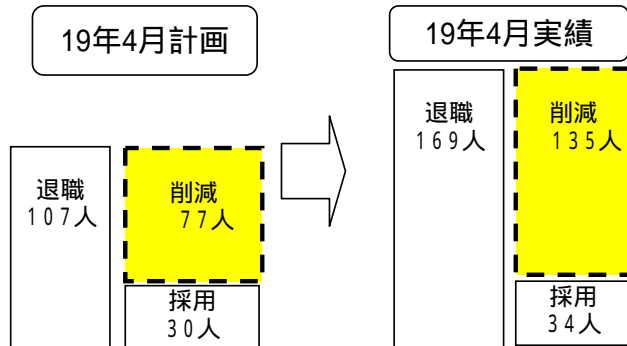 19年4月計画
19年4月実績
退職
107人
削減
77人
採用
30人
退職
169人
削減
135人
採用
34人